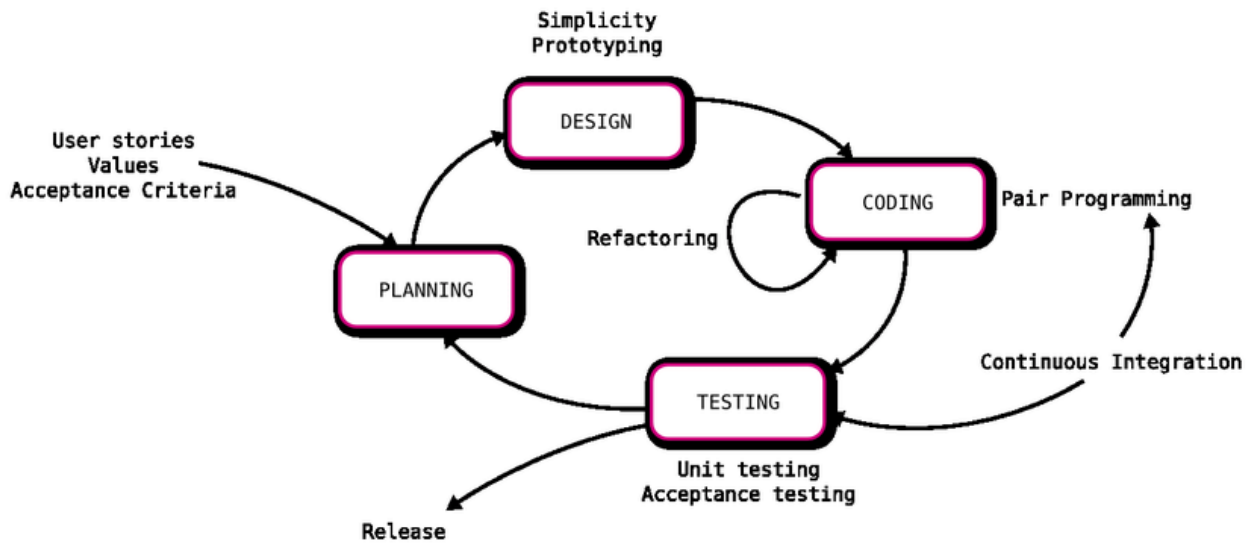 Simplicity
Prototyping
DESIGN
User stories
Values
Acceptance Criteria
CODING
Pair Programming
Refactoring
PLANNING
Continuous Integration
TESTING
Unit testing
Acceptance testing
Release